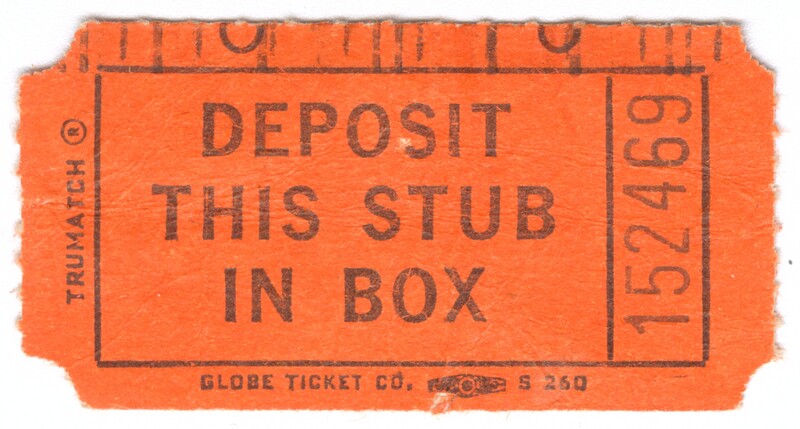 DEPOSIT
THIS STUB
IN BOX
152469
TRUMATCH ®
GLOBE TICKET CO. S 260